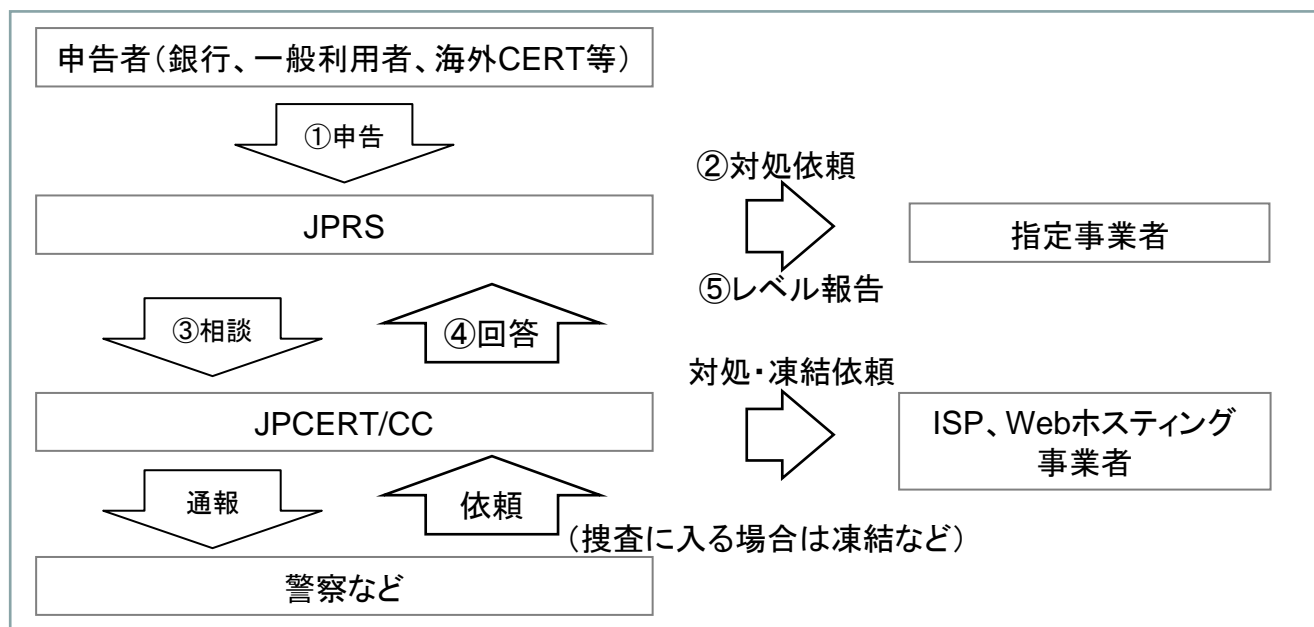 申告者（銀行、一般利用者、海外CERT等）
①申告
②対処依頼
JPRS
指定事業者
⑤レベル報告
③相談
④回答
対処・凍結依頼
JPCERT/CC
ISP、Webホスティング
事業者
通報
依頼
（捜査に入る場合は凍結など）
警察など